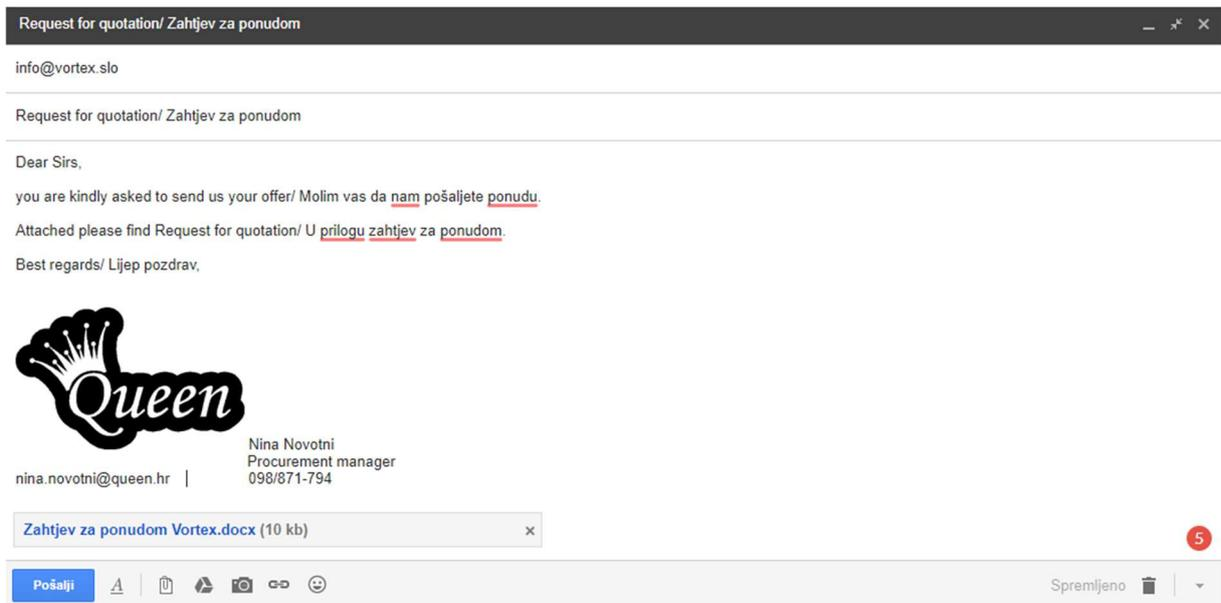 Request for quotation/ Zahtjev za ponudom
info@vortex.slo
Request for quotation/ Zahtjev za ponudom
Dear Sirs,
you are kindly asked to send us your offer/ Molim vas da nam pošaljete ponudu.
Attached please find Request for quotation/ U prilogu zahtjev za ponudom.
Best regards/ Lijep pozdrav,
Queen
Nina Novotni
Procurement manager
nina.novotni@queen.hr | 098/871-794
Zahtjev za ponudom Vortex.docx (10 kb)
5
Pošalji A Spremljeno